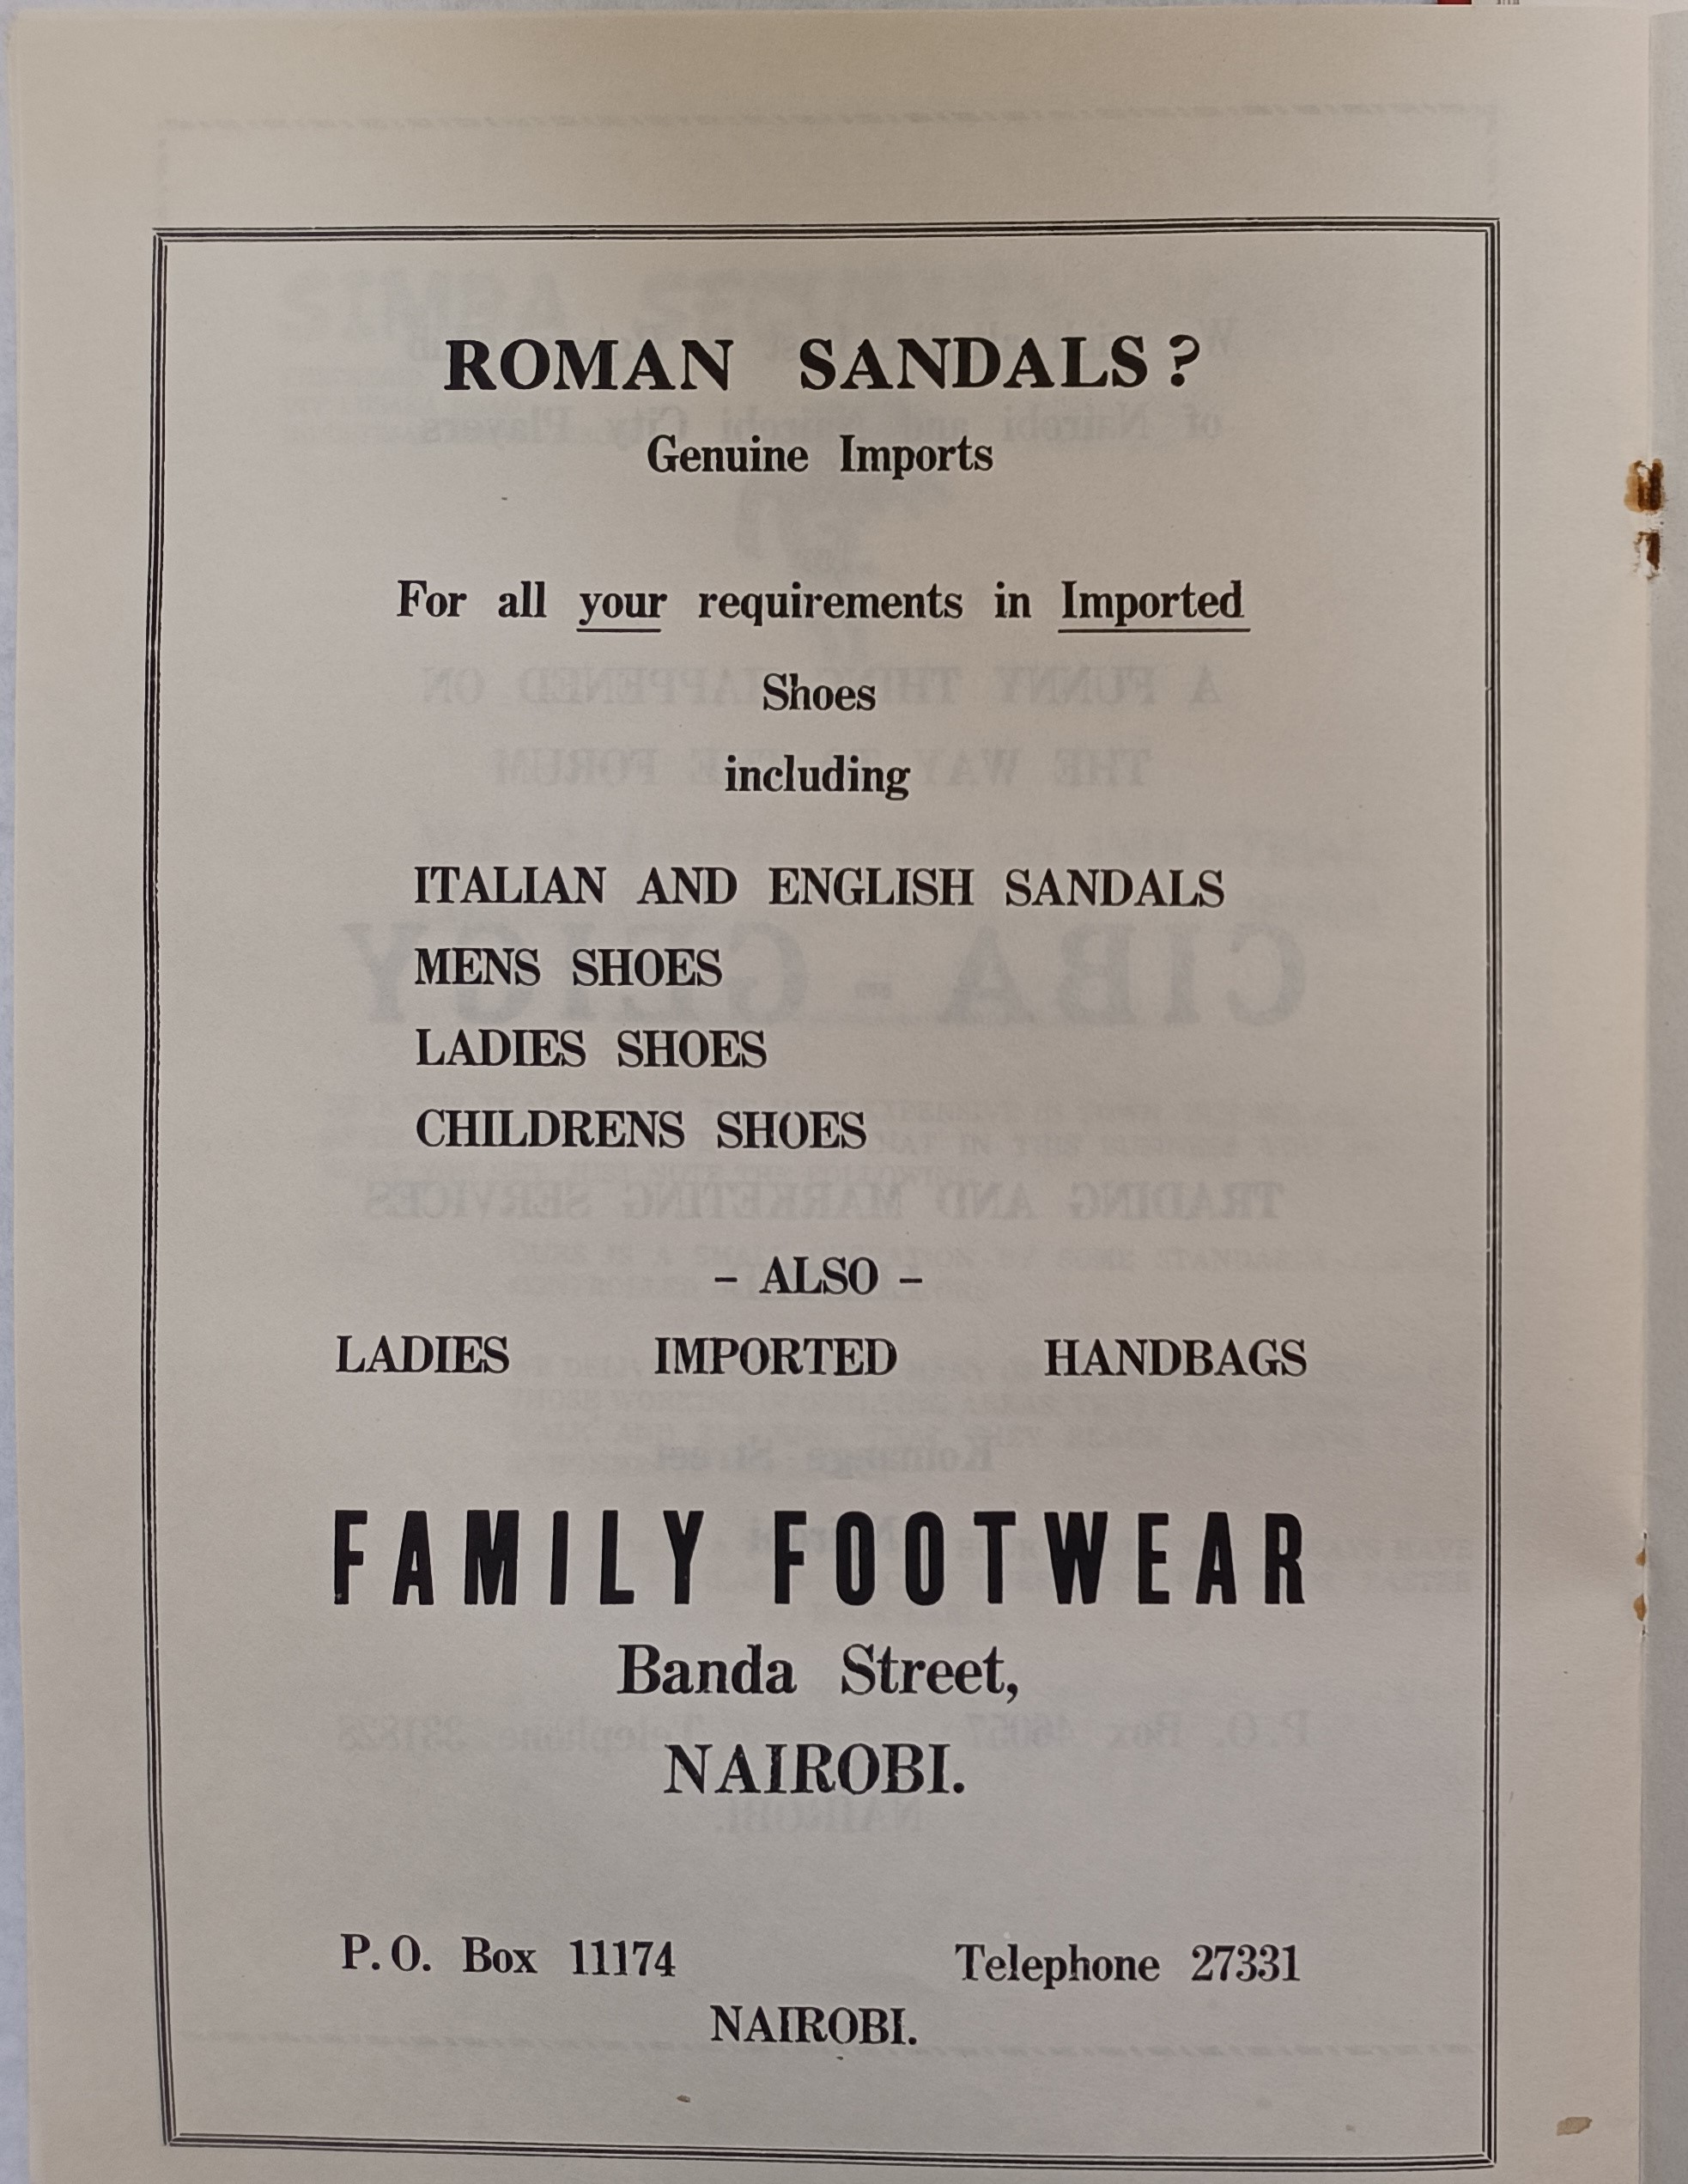 ROMAN SANDALS?
Genuine Imports
For all your requirements in Imported
Shoes
including
ITALIAN AND ENGLISH SANDALS
MENS SHOES
LADIES SHOES
CHILDRENS SHOES
– ALSO –
LADIES IMPORTED HANDBAGS
FAMILY FOOTWEAR
Banda Street,
NAIROBI.
P.O. Box 11174 Telephone 27331
NAIROBI.